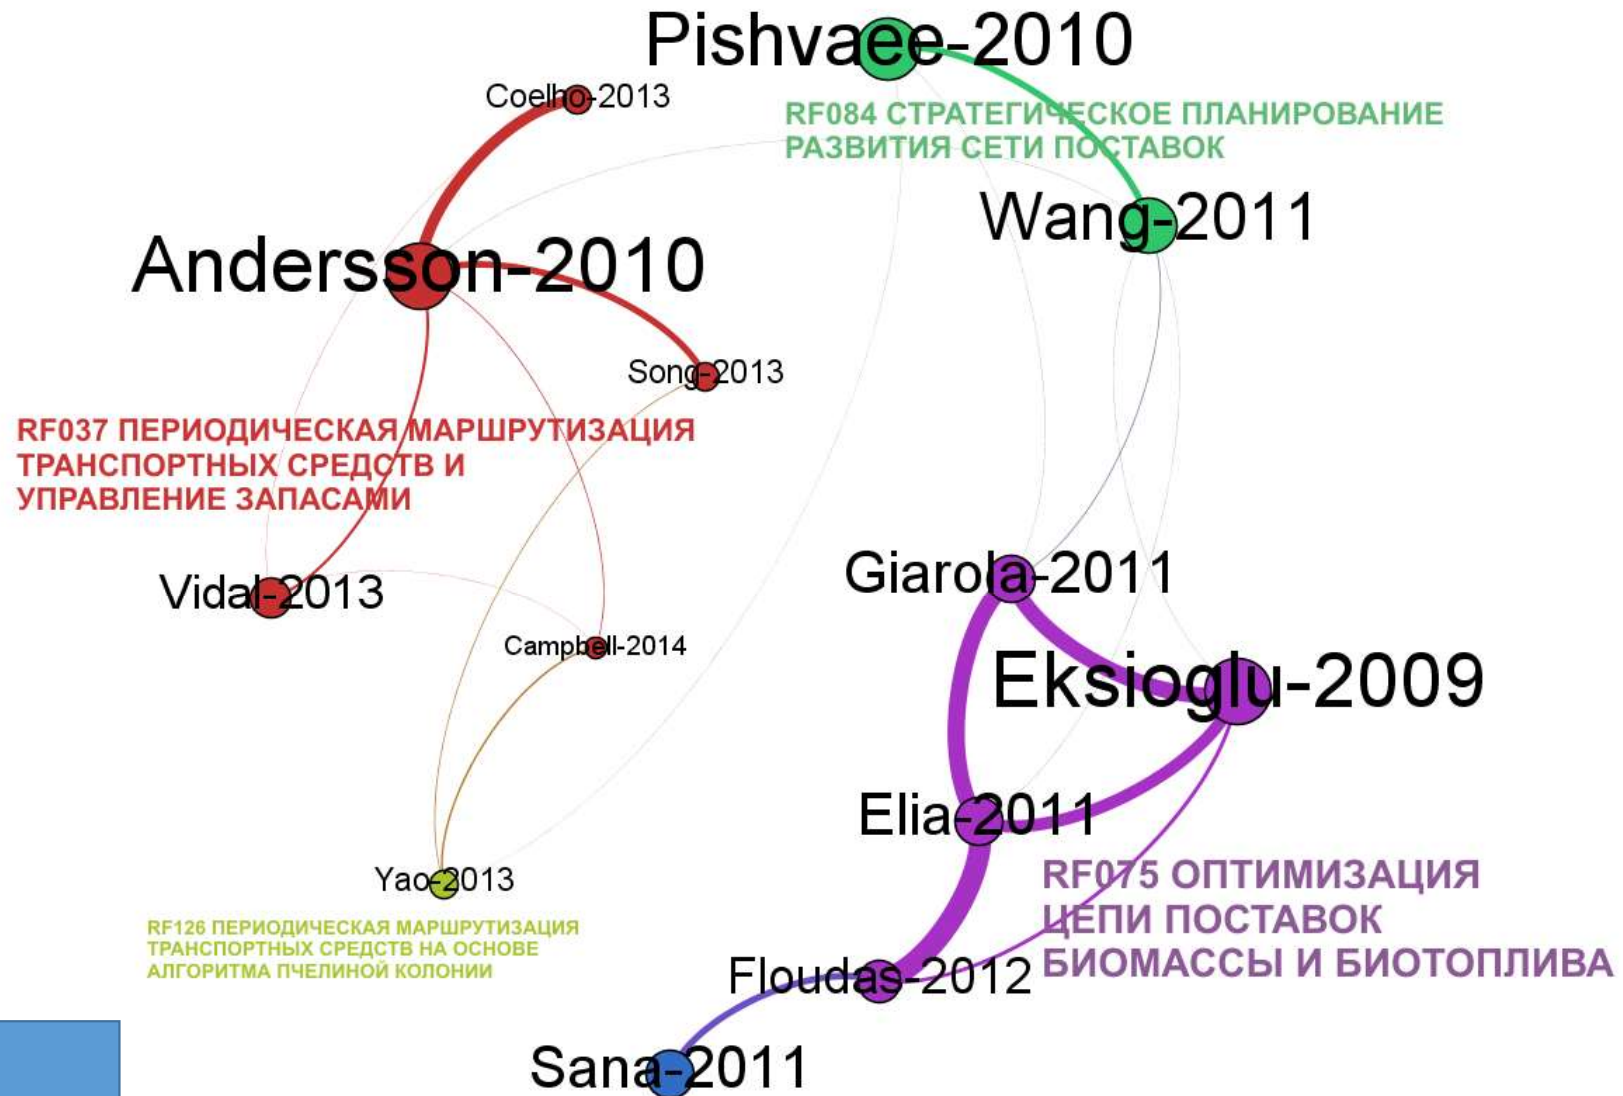 Pishvaee-2010
Coelho-2013
RF084 СТРАТЕГИЧЕСКОЕ ПЛАНИРОВАНИЕ
РАЗВИТИЯ СЕТИ ПОСТАВОК
Wang-2011
Andersson-2010
Song-2013
RF037 ПЕРИОДИЧЕСКАЯ МАРШРУТИЗАЦИЯ
ТРАНСПОРТНЫХ СРЕДСТВ И
УПРАВЛЕНИЕ ЗАПАСАМИ
Giarola-2011
Vidal-2013
Campbell-2014
Eksioglu-2009
Elia-2011
Yao-2013
RF075 ОПТИМИЗАЦИЯ
ЦЕПИ ПОСТАВОК
БИОМАССЫ И БИОТОПЛИВА
RF126 ПЕРИОДИЧЕСКАЯ МАРШРУТИЗАЦИЯ
ТРАНСПОРТНЫХ СРЕДСТВ НА ОСНОВЕ
АЛГОРИТМА ПЧЕЛИНОЙ КОЛОНИИ
Floudas-2012
Sana-2011